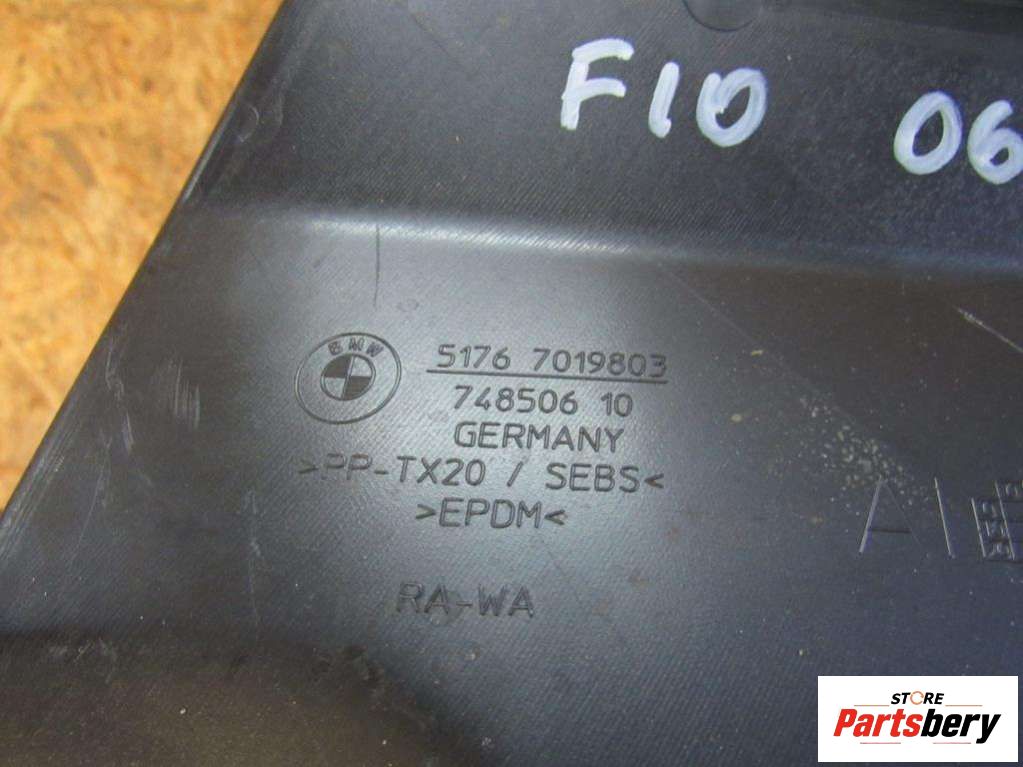 F10 06
BMW
5176 7019803
748506 10
GERMANY
>PP-TX20 / SEBS<
>EPDM<
RA-WA
STORE
Partsbery